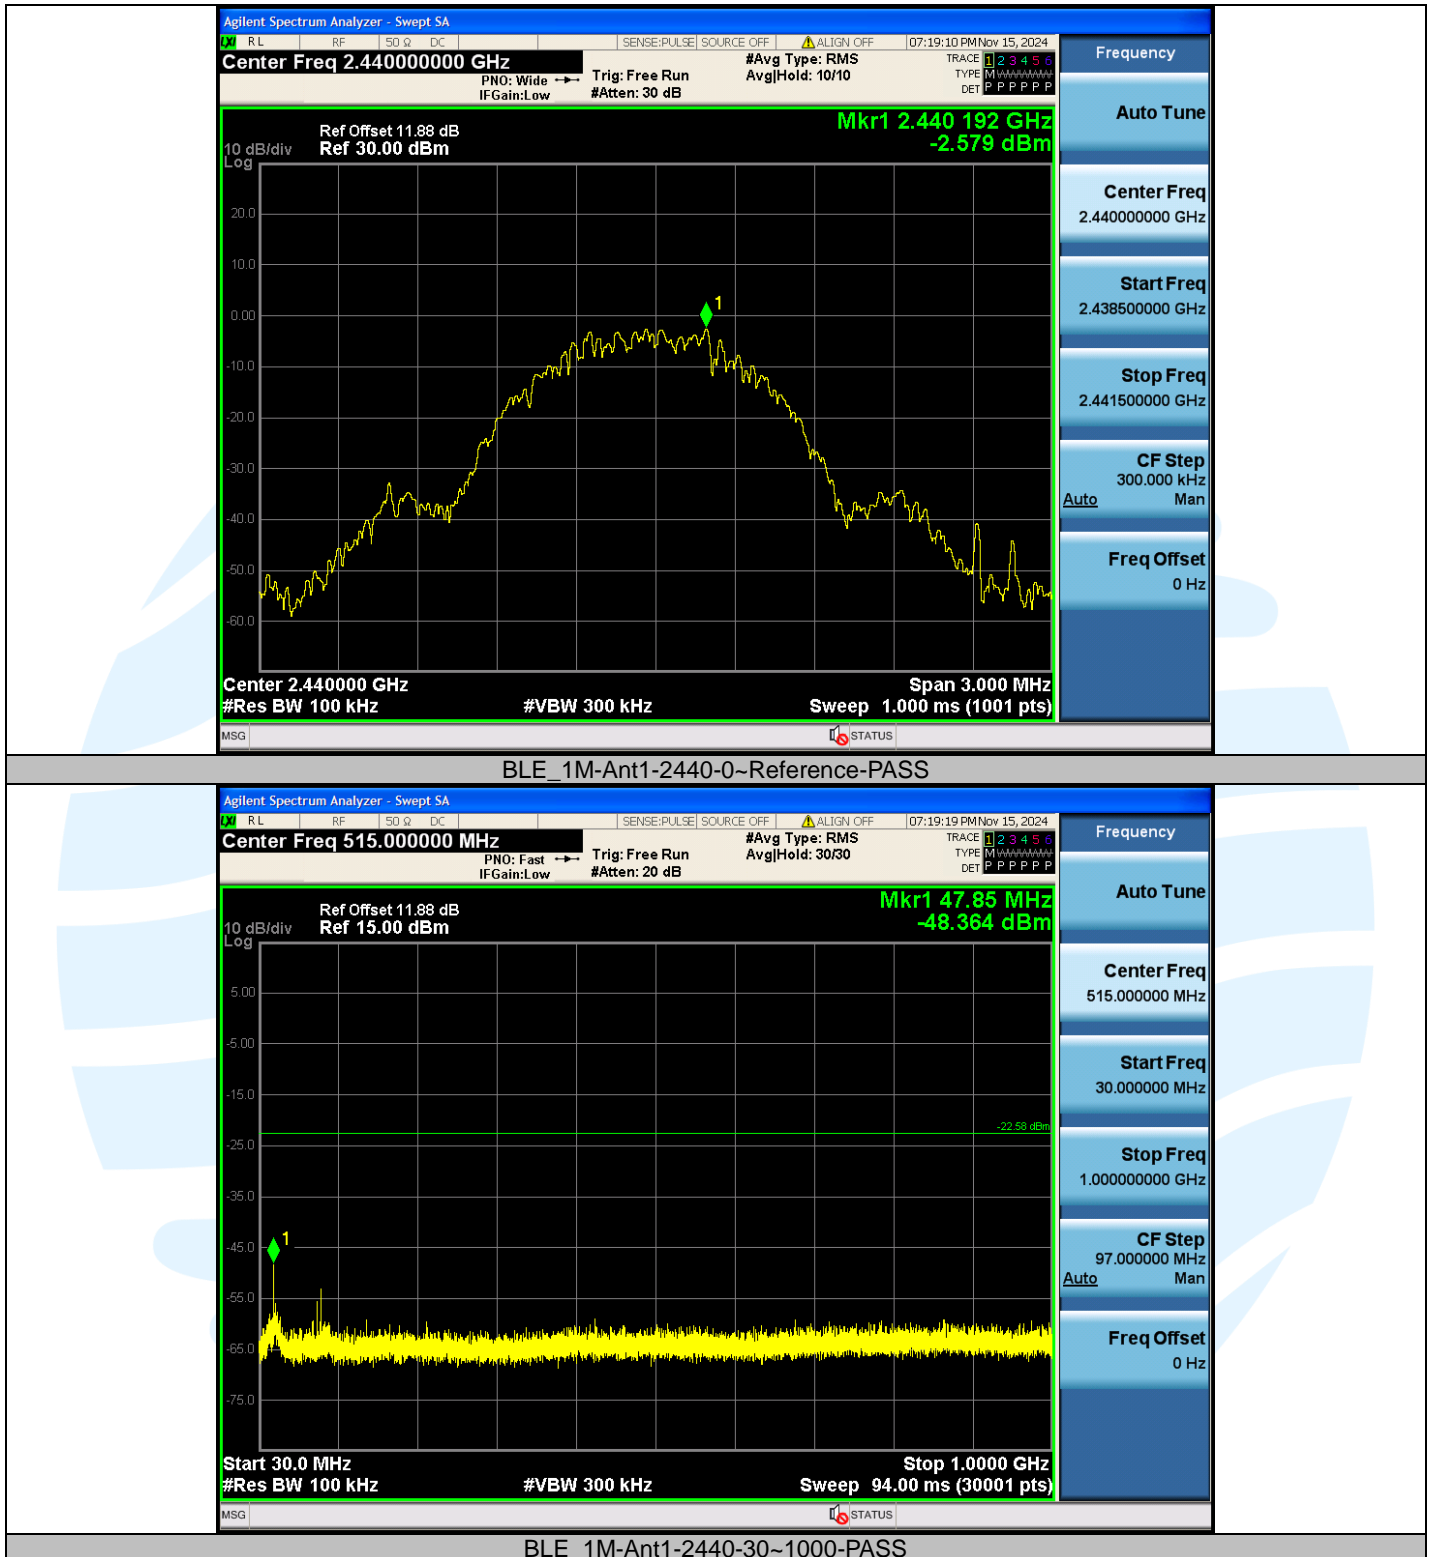 Agilent Spectrum Analyzer - Swept SA
LXI RL RF 50 Ω DC SENSE:PULSE SOURCE OFF ALIGN OFF 07:19:10 PM Nov 15, 2024
Center Freq 2.440000000 GHz
PNO: Wide
IFGain:Low
Trig: Free Run
#Atten: 30 dB
#Avg Type: RMS
Avg|Hold: 10/10
TRACE 1 2 3 4 5 6
TYPE M W W W W W
DET P P P P P P
Ref Offset 11.88 dB
10 dB/div Ref 30.00 dBm
Log
Mkr1 2.440 192 GHz
-2.579 dBm
20.0
10.0
0.00
-10.0
-20.0
-30.0
-40.0
-50.0
-60.0
1
Center 2.440000 GHz Span 3.000 MHz
#Res BW 100 kHz #VBW 300 kHz Sweep 1.000 ms (1001 pts)
MSG STATUS
Frequency
Auto Tune
Center Freq
2.440000000 GHz
Start Freq
2.438500000 GHz
Stop Freq
2.441500000 GHz
CF Step
300.000 kHz
Auto Man
Freq Offset
0 Hz
BLE_1M-Ant1-2440-0~Reference-PASS
Agilent Spectrum Analyzer - Swept SA
LXI RL RF 50 Ω DC SENSE:PULSE SOURCE OFF ALIGN OFF 07:19:19 PM Nov 15, 2024
Center Freq 515.000000 MHz
PNO: Fast
IFGain:Low
Trig: Free Run
#Atten: 20 dB
#Avg Type: RMS
Avg|Hold: 30/30
TRACE 1 2 3 4 5 6
TYPE M W W W W W
DET P P P P P P
Ref Offset 11.88 dB
10 dB/div Ref 15.00 dBm
Log
Mkr1 47.85 MHz
-48.364 dBm
5.00
-5.00
-15.0
-25.0
-35.0
-45.0
-55.0
-65.0
-75.0
-22.58 dBm
1
Start 30.0 MHz Stop 1.0000 GHz
#Res BW 100 kHz #VBW 300 kHz Sweep 94.00 ms (30001 pts)
MSG STATUS
Frequency
Auto Tune
Center Freq
515.000000 MHz
Start Freq
30.000000 MHz
Stop Freq
1.000000000 GHz
CF Step
97.000000 MHz
Auto Man
Freq Offset
0 Hz
BLE_1M-Ant1-2440-30~1000-PASS